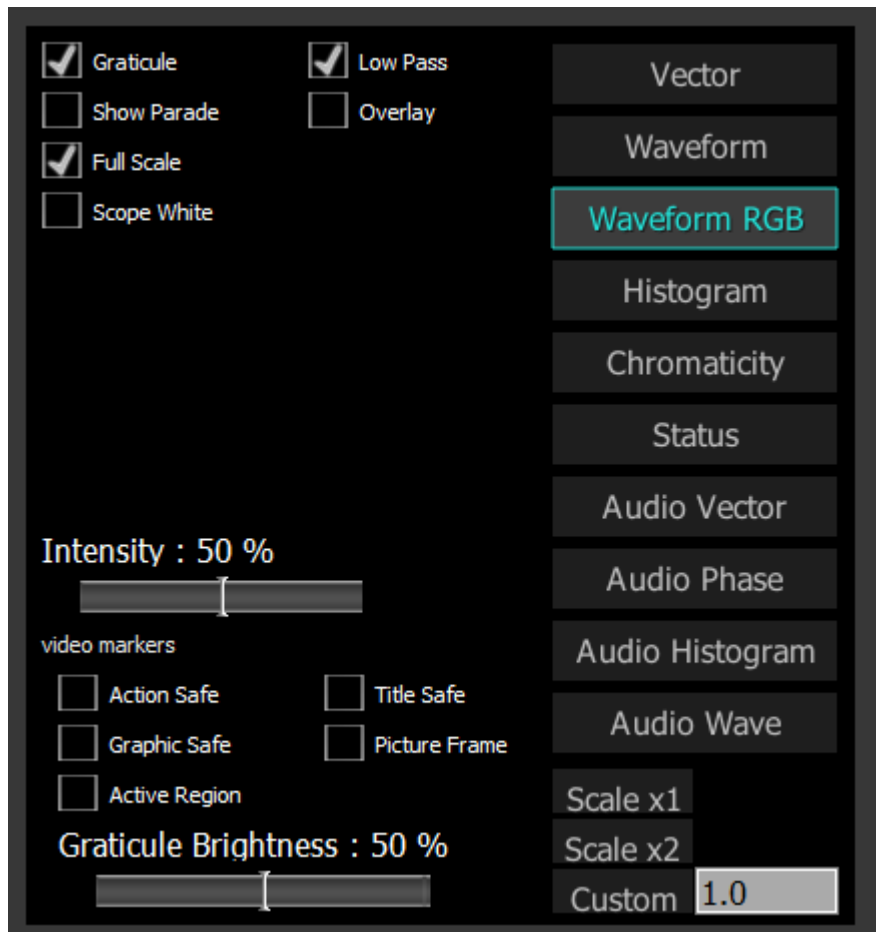 Graticule
Low Pass
Show Parade
Overlay
Full Scale
Scope White
Intensity : 50 %
video markers
Action Safe
Title Safe
Graphic Safe
Picture Frame
Active Region
Graticule Brightness : 50 %
Vector
Waveform
Waveform RGB
Histogram
Chromaticity
Status
Audio Vector
Audio Phase
Audio Histogram
Audio Wave
Scale x1
Scale x2
Custom 1.0